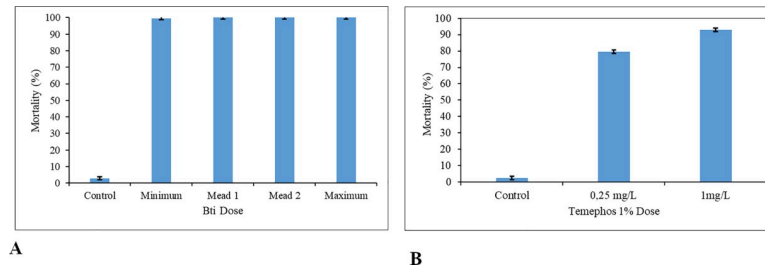 100
90
80
70
60
50
40
30
20
10
0
Mortality (%)
Control Minimum Mead 1 Mead 2 Maximum
Bti Dose
A
100
90
80
70
60
50
40
30
20
10
0
Mortality (%)
Control 0,25 mg/L 1mg/L
Temephos 1% Dose
B